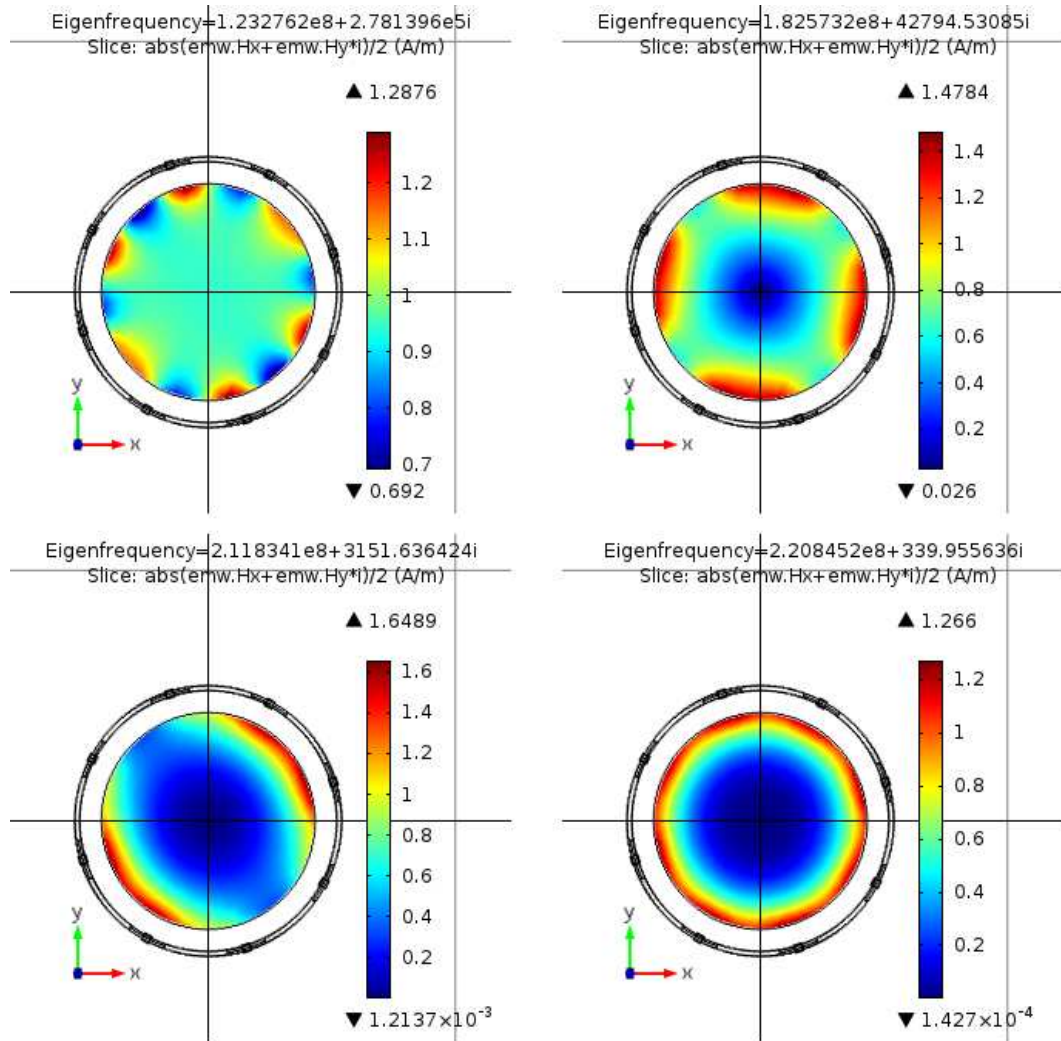 Eigenfrequency=1.232762e8+2.781396e5i
Slice: abs(emw.Hx+emw.Hy*i)/2 (A/m)
▲ 1.2876
1.2
1.1
1
0.9
0.8
0.7
▼ 0.692
y
x
Eigenfrequency=1.825732e8+42794.53085i
Slice: abs(emw.Hx+emw.Hy*i)/2 (A/m)
▲ 1.4784
1.4
1.2
1
0.8
0.6
0.4
0.2
▼ 0.026
y
x
Eigenfrequency=2.118341e8+3151.636424i
Slice: abs(emw.Hx+emw.Hy*i)/2 (A/m)
▲ 1.6489
1.6
1.4
1.2
1
0.8
0.6
0.4
0.2
▼ 1.2137×10⁻³
y
x
Eigenfrequency=2.208452e8+339.955636i
Slice: abs(emw.Hx+emw.Hy*i)/2 (A/m)
▲ 1.266
1.2
1
0.8
0.6
0.4
0.2
▼ 1.427×10⁻⁴
y
x